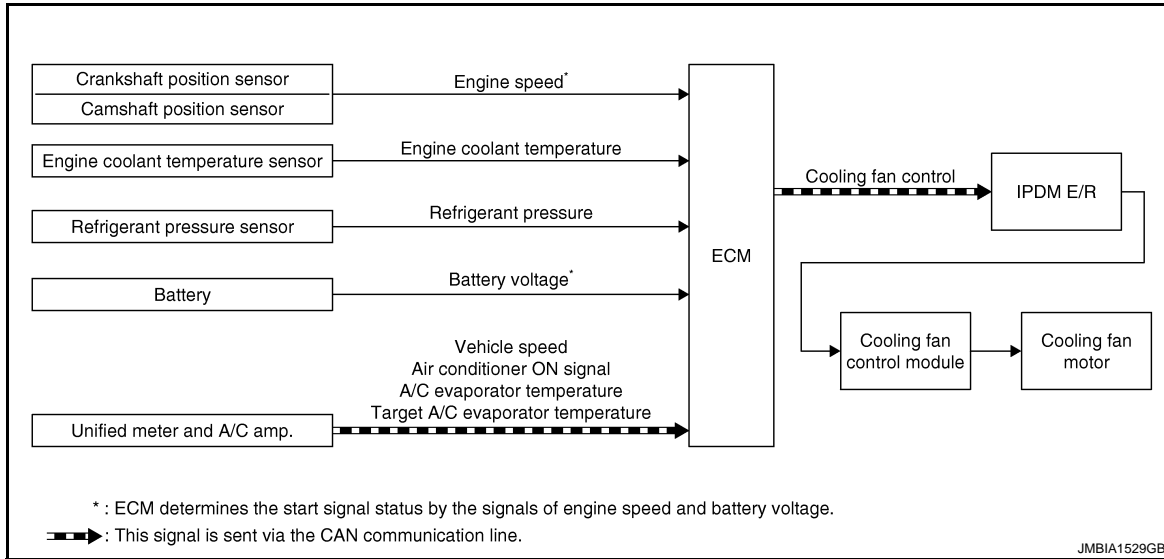 Crankshaft position sensor
Camshaft position sensor
Engine speed*
Engine coolant temperature sensor
Engine coolant temperature
Refrigerant pressure sensor
Refrigerant pressure
Battery
Battery voltage*
Vehicle speed
Air conditioner ON signal
A/C evaporator temperature
Target A/C evaporator temperature
Unified meter and A/C amp.
ECM
Cooling fan control
IPDM E/R
Cooling fan
control module
Cooling fan
motor
* : ECM determines the start signal status by the signals of engine speed and battery voltage.
: This signal is sent via the CAN communication line.
JMBIA1529GB